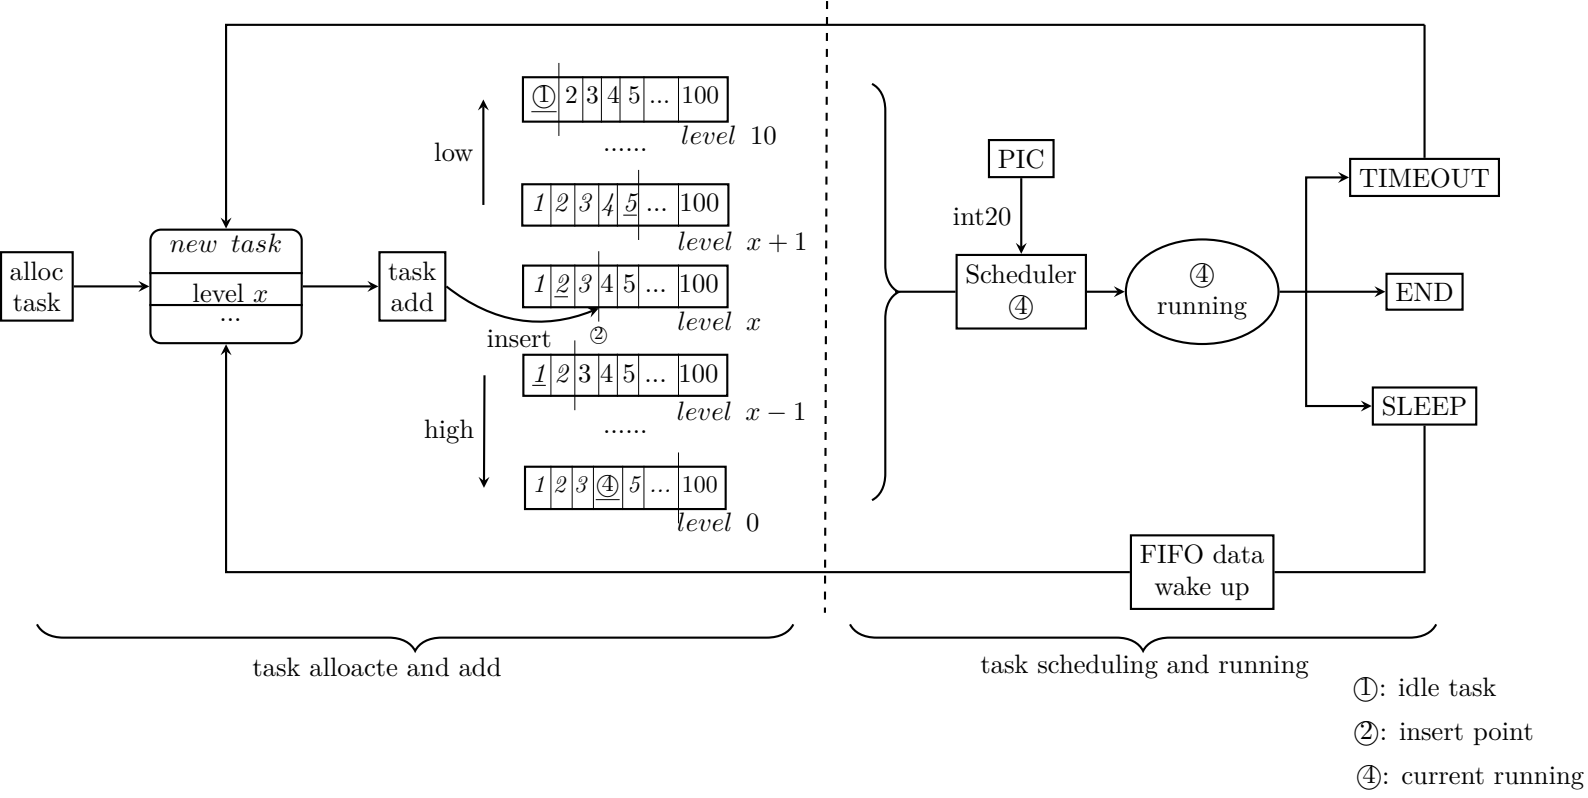 ① 2 3 4 5 ... 100
level 10
......
low
1 2 3 4 5 ... 100
level x + 1
alloc
task
new task
level x
...
task
add
1 2 3 4 5 ... 100
level x
insert
②
1 2 3 4 5 ... 100
level x − 1
......
high
1 2 3 ④ 5 ... 100
level 0
PIC
int20
Scheduler
④
④
running
TIMEOUT
END
SLEEP
FIFO data
wake up
task alloacte and add
task scheduling and running
①: idle task
②: insert point
④: current running